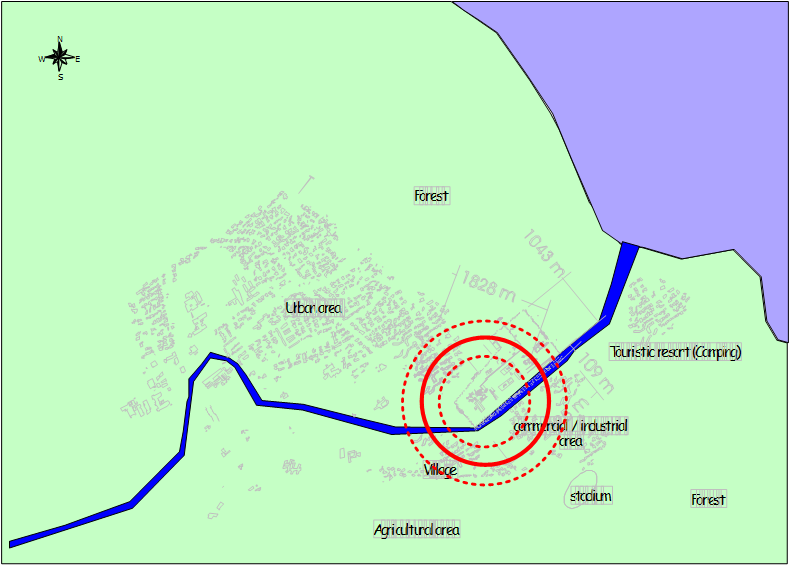 N
W E
S
Forest
1043 m
1828 m
Urban area
Touristic resort (Camping)
109 m
commercial / industrial
area
Village
stadium
Forest
Agricultural area